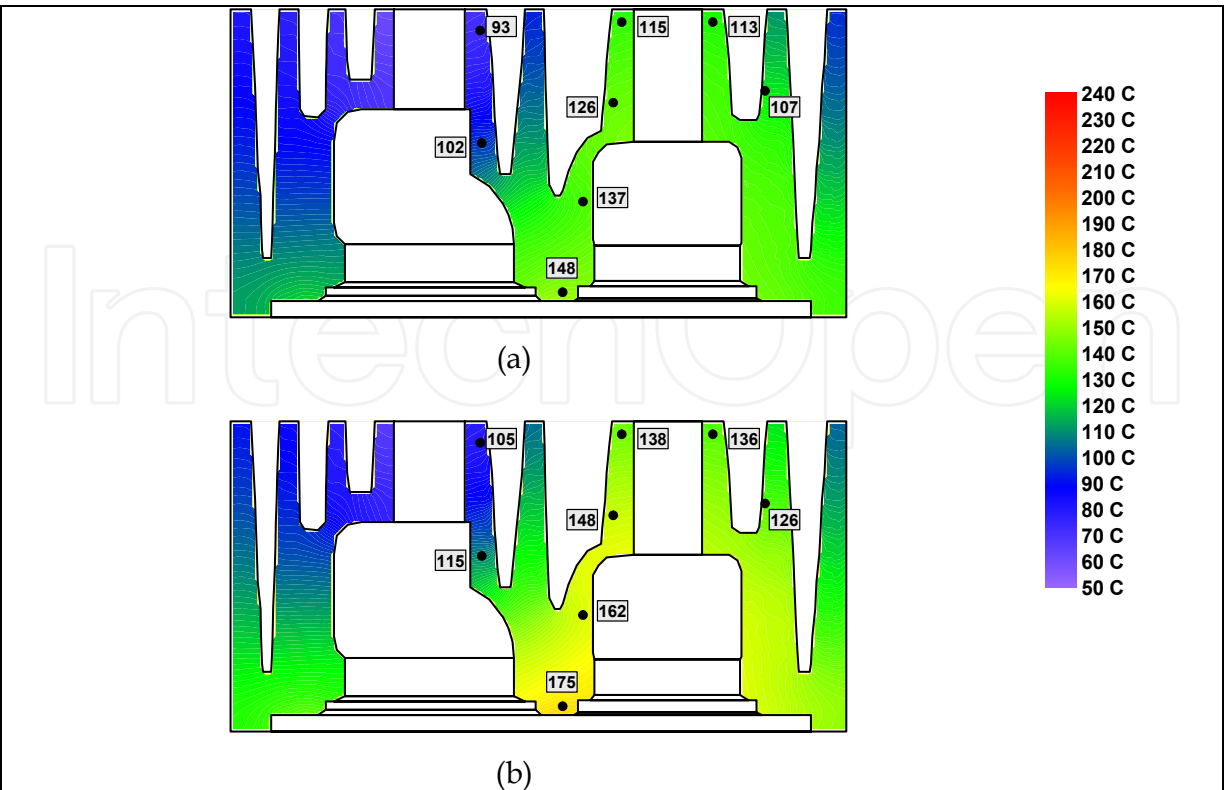 93
115
113
126
107
102
137
148
(a)
240 C
230 C
220 C
210 C
200 C
190 C
180 C
170 C
160 C
150 C
140 C
130 C
120 C
110 C
100 C
90 C
80 C
70 C
60 C
50 C
IntechOpen
105
138
136
148
126
115
162
175
(b)